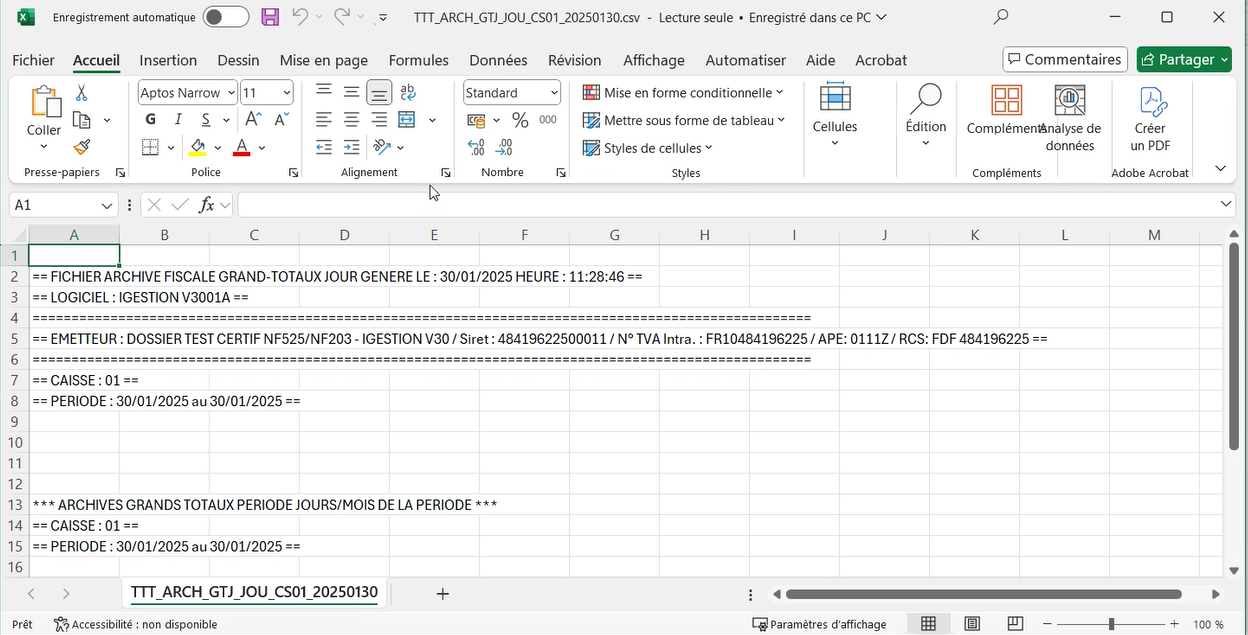 Enregistrement automatique TTT_ARCH_GTJ_JOU_CS01_20250130.csv - Lecture seule • Enregistré dans ce PC
Fichier Accueil Insertion Dessin Mise en page Formules Données Révision Affichage Automatiser Aide Acrobat Commentaires Partager
Aptos Narrow 11 Standard Mise en forme conditionnelle
Coller G I S % 000 Mettre sous forme de tableau Cellules Édition Compléments Analyse de données Créer un PDF
Styles de cellules
Presse-papiers Police Alignement Nombre Styles Compléments Adobe Acrobat
A1 fx
A B C D E F G H I J K L M
1
2 == FICHIER ARCHIVE FISCALE GRAND-TOTAUX JOUR GENERE LE : 30/01/2025 HEURE : 11:28:46 ==
3 == LOGICIEL : IGESTION V3001A ==
4 =====================================================================================================
5 == EMETTEUR : DOSSIER TEST CERTIF NF525/NF203 - IGESTION V30 / Siret : 48419622500011 / N° TVA Intra. : FR10484196225 / APE: 0111Z / RCS: FDF 484196225 ==
6 =====================================================================================================
7 == CAISSE : 01 ==
8 == PERIODE : 30/01/2025 au 30/01/2025 ==
9
10
11
12
13 *** ARCHIVES GRANDS TOTAUX PERIODE JOURS/MOIS DE LA PERIODE ***
14 == CAISSE : 01 ==
15 == PERIODE : 30/01/2025 au 30/01/2025 ==
16
TTT_ARCH_GTJ_JOU_CS01_20250130
Prêt Accessibilité : non disponible Paramètres d'affichage 100 %